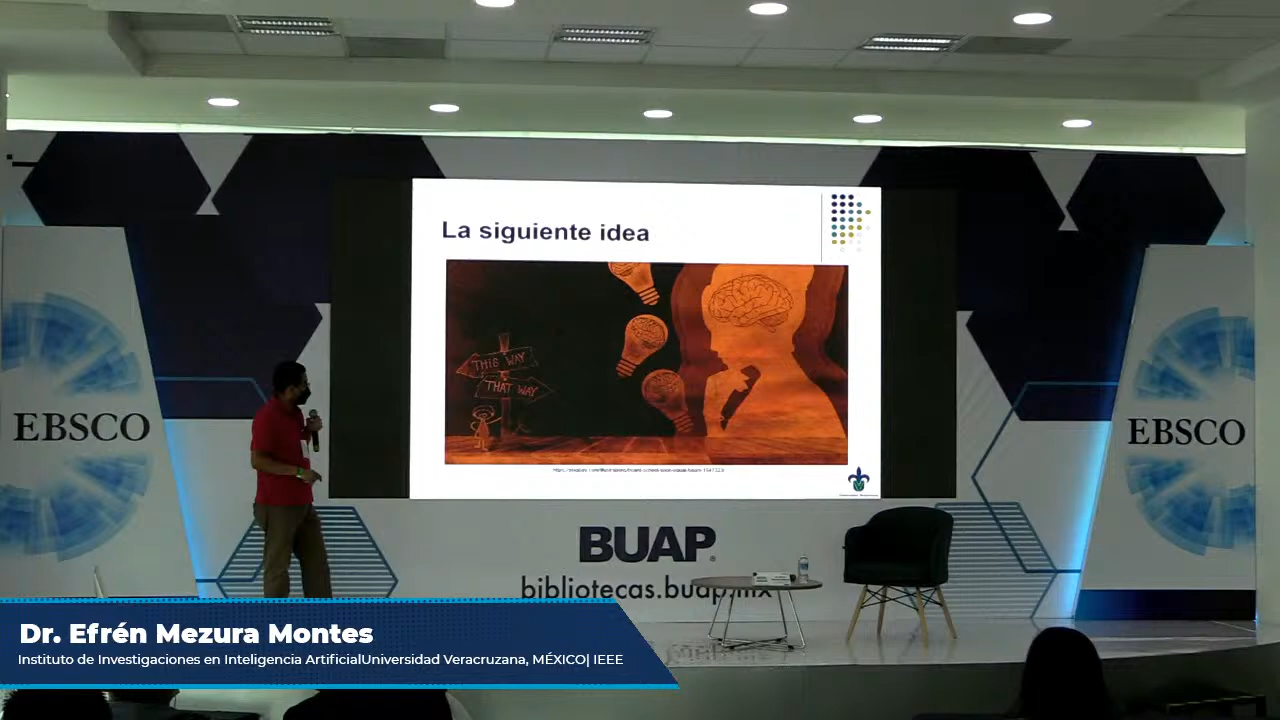 La siguiente idea
THIS WAY
THAT WAY
EBSCO
EBSCO
BUAP
bibliotecas.buap.mx
Dr. Efrén Mezura Montes
Instituto de Investigaciones en Inteligencia ArtificialUniversidad Veracruzana, MÉXICO| IEEE